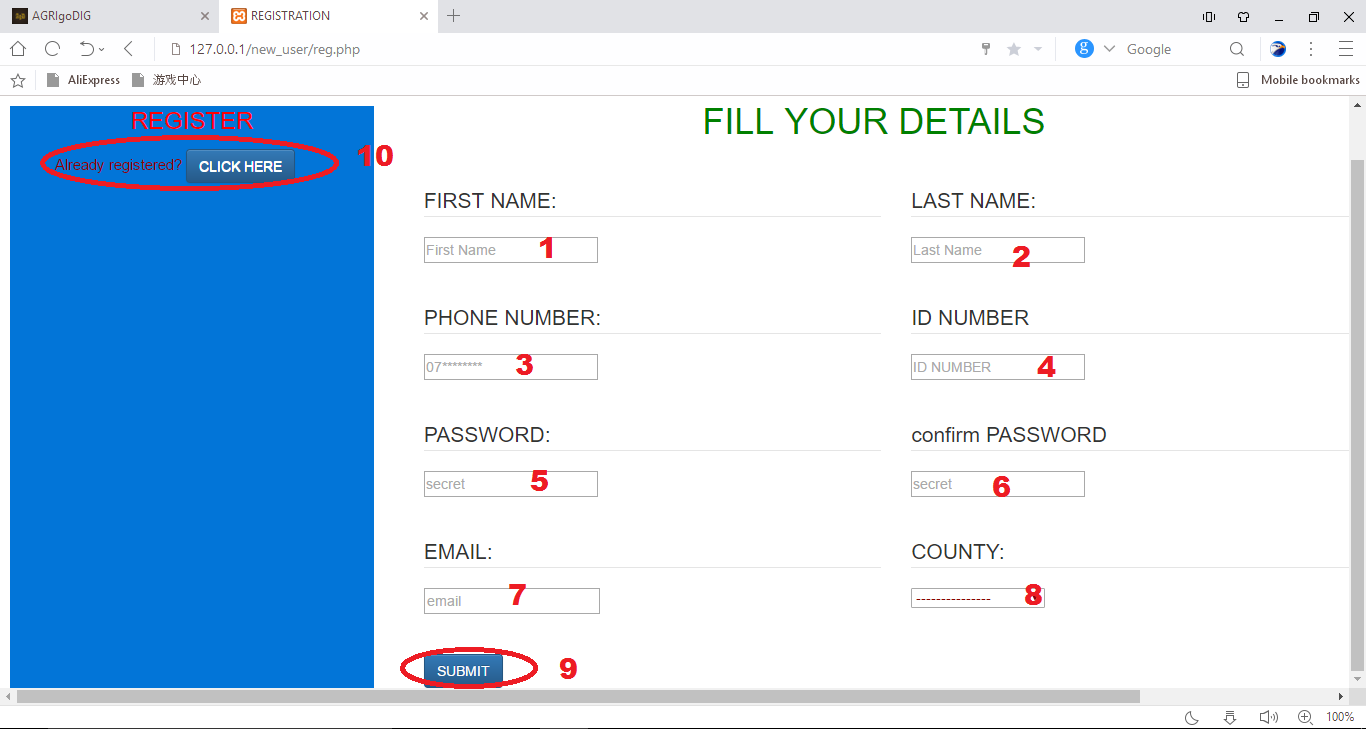 AGRIgoDIG
REGISTRATION
127.0.0.1/new_user/reg.php
g Google
AliExpress 游戏中心 Mobile bookmarks
REGISTER
Already registered? CLICK HERE 10
FILL YOUR DETAILS
FIRST NAME: LAST NAME:
First Name 1 Last Name 2
PHONE NUMBER: ID NUMBER
07******** 3 ID NUMBER 4
PASSWORD: confirm PASSWORD
secret 5 secret 6
EMAIL: COUNTY:
email 7 --------------- 8
SUBMIT 9
100%